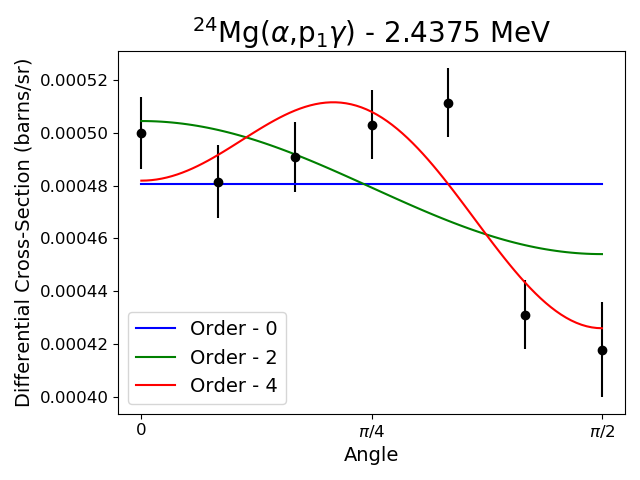 ²⁴Mg(α,p₁γ) - 2.4375 MeV
Differential Cross-Section (barns/sr)
0.00052
0.00050
0.00048
0.00046
0.00044
0.00042
0.00040
Order - 0
Order - 2
Order - 4
0 π/4 π/2
Angle